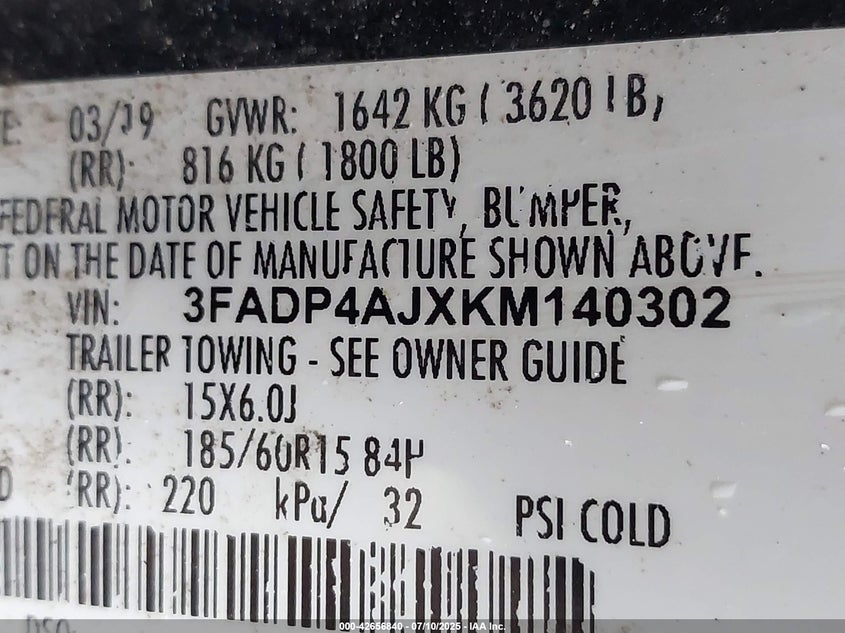 E: 03/19 GVWR: 1642 KG ( 3620 LB)
(RR): 816 KG ( 1800 LB)
FEDERAL MOTOR VEHICLE SAFETY, BUMPER,
T ON THE DATE OF MANUFACTURE SHOWN ABOVE.
VIN: 3FADP4AJXKM140302
TRAILER TOWING - SEE OWNER GUIDE
(RR): 15X6.0J
(RR): 185/60R15 84H
D (RR): 220 kPa/ 32 PSI COLD
DSO
000-42656840 - 07/10/2025 - IAA Inc.